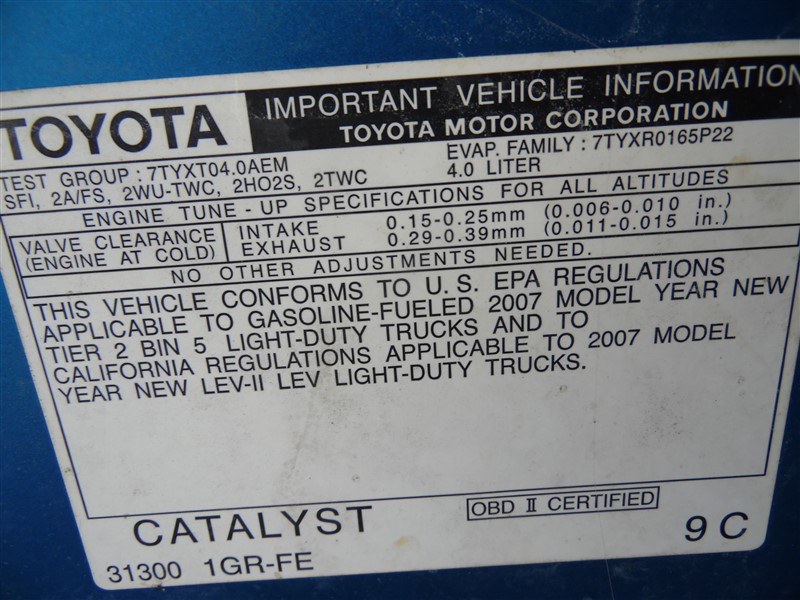 TOYOTA
IMPORTANT VEHICLE INFORMATION
TOYOTA MOTOR CORPORATION
TEST GROUP : 7TYXT04.0AEM
EVAP. FAMILY : 7TYXR0165P22
SFI, 2A/FS, 2WU-TWC, 2HO2S, 2TWC
4.0 LITER
ENGINE TUNE - UP SPECIFICATIONS FOR ALL ALTITUDES
VALVE CLEARANCE
(ENGINE AT COLD)
INTAKE 0.15-0.25mm (0.006-0.010 in.)
EXHAUST 0.29-0.39mm (0.011-0.015 in.)
NO OTHER ADJUSTMENTS NEEDED.
THIS VEHICLE CONFORMS TO U.S. EPA REGULATIONS
APPLICABLE TO GASOLINE-FUELED 2007 MODEL YEAR NEW
TIER 2 BIN 5 LIGHT-DUTY TRUCKS AND TO
CALIFORNIA REGULATIONS APPLICABLE TO 2007 MODEL
YEAR NEW LEV-II LEV LIGHT-DUTY TRUCKS.
CATALYST
OBD II CERTIFIED
31300 1GR-FE
9 C